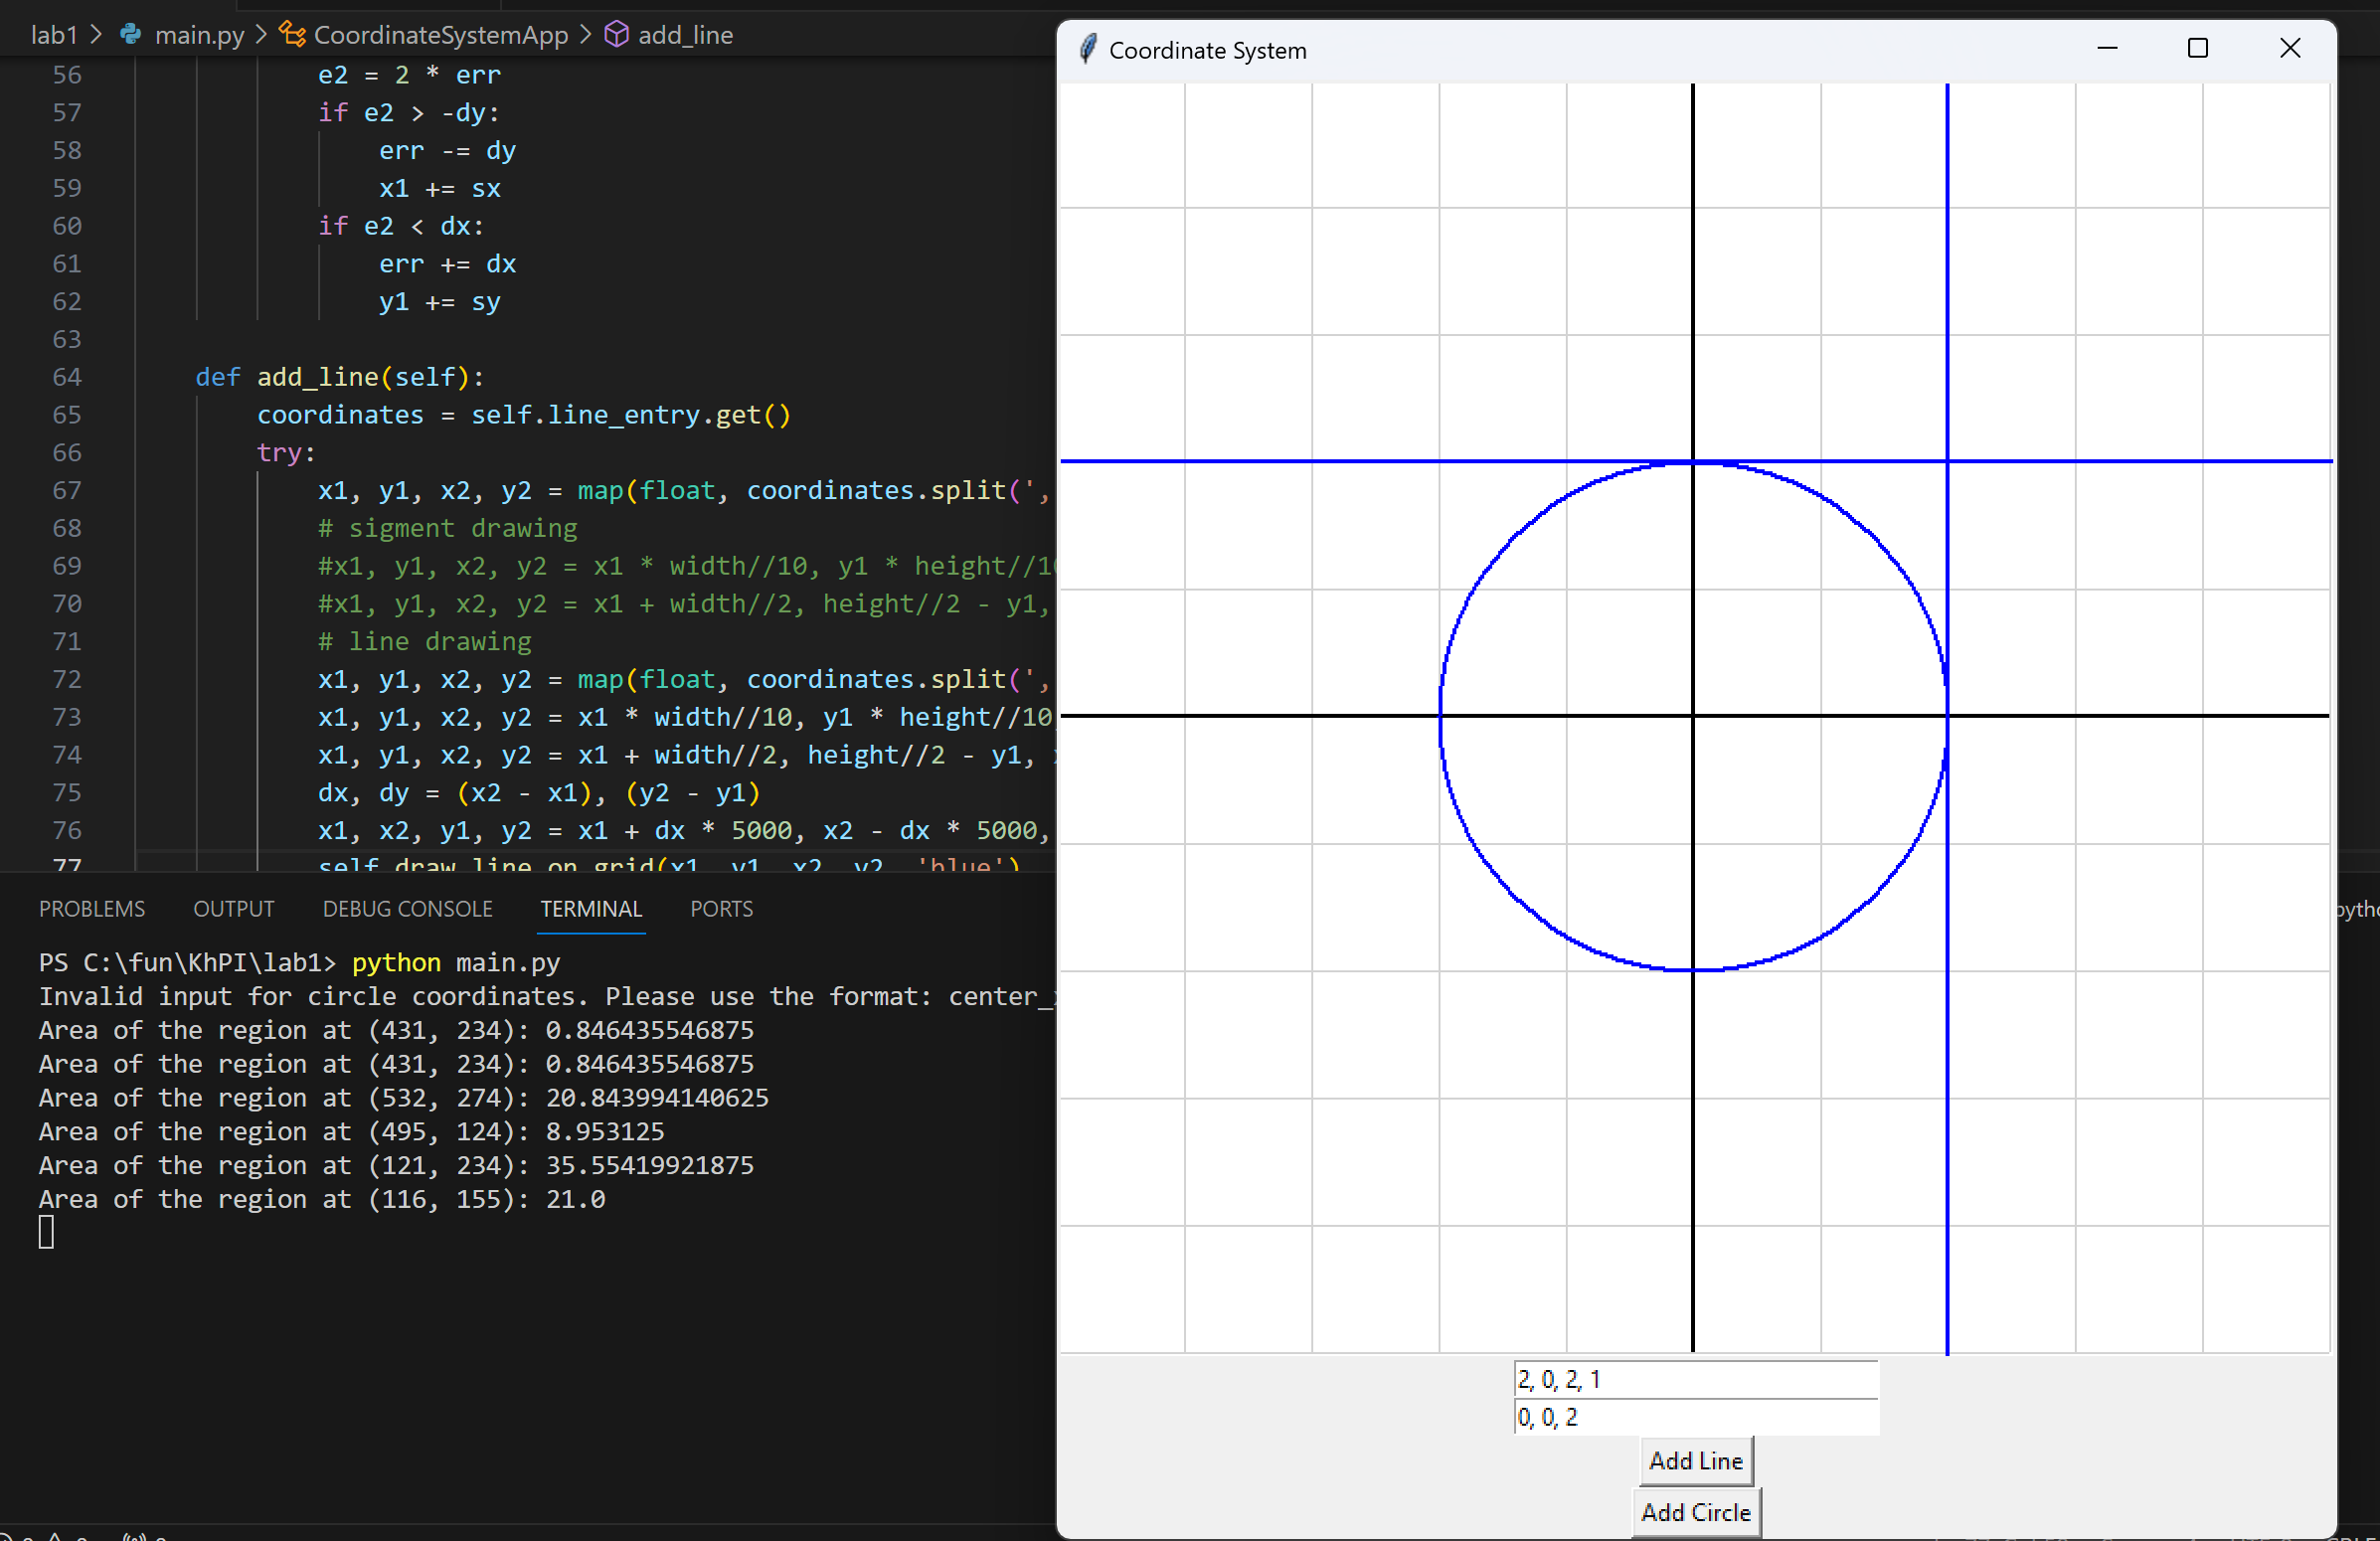 lab1 > main.py > CoordinateSystemApp > add_line
56 e2 = 2 * err
57 if e2 > -dy:
58 err -= dy
59 x1 += sx
60 if e2 < dx:
61 err += dx
62 y1 += sy
63
64 def add_line(self):
65 coordinates = self.line_entry.get()
66 try:
67 x1, y1, x2, y2 = map(float, coordinates.split(',
68 # sigment drawing
69 #x1, y1, x2, y2 = x1 * width//10, y1 * height//10
70 #x1, y1, x2, y2 = x1 + width//2, height//2 - y1,
71 # line drawing
72 x1, y1, x2, y2 = map(float, coordinates.split(',
73 x1, y1, x2, y2 = x1 * width//10, y1 * height//10
74 x1, y1, x2, y2 = x1 + width//2, height//2 - y1,
75 dx, dy = (x2 - x1), (y2 - y1)
76 x1, x2, y1, y2 = x1 + dx * 5000, x2 - dx * 5000,
77 self.draw_line_on_grid(x1, y1, x2, y2, 'blue')
PROBLEMS OUTPUT DEBUG CONSOLE TERMINAL PORTS
PS C:\fun\KhPI\lab1> python main.py
Invalid input for circle coordinates. Please use the format: center_
Area of the region at (431, 234): 0.846435546875
Area of the region at (431, 234): 0.846435546875
Area of the region at (532, 274): 20.843994140625
Area of the region at (495, 124): 8.953125
Area of the region at (121, 234): 35.55419921875
Area of the region at (116, 155): 21.0
Coordinate System
2, 0, 2, 1
0, 0, 2
Add Line
Add Circle